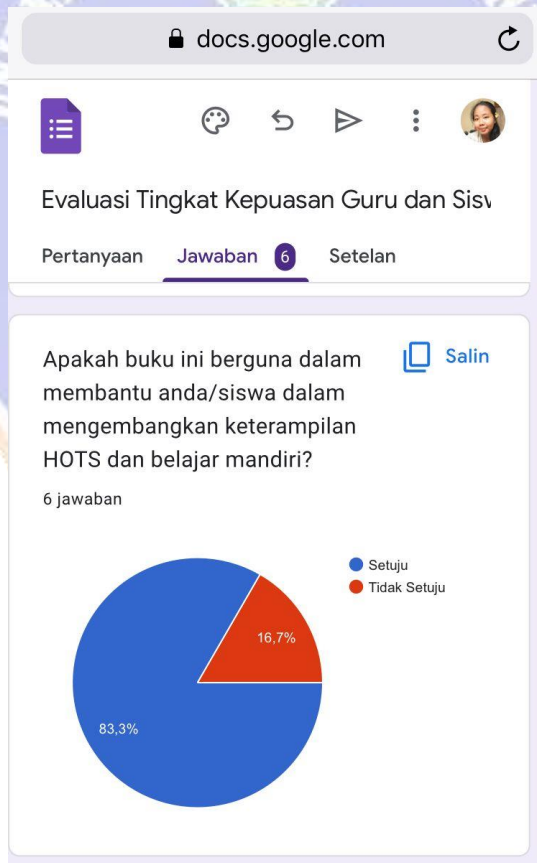 docs.google.com
Evaluasi Tingkat Kepuasan Guru dan
Pertanyaan Jawaban 6 Setelan
Apakah buku ini berguna dalam
membantu anda/siswa dalam
mengembangkan keterampilan
HOTS dan belajar mandiri?
Salin
6 jawaban
Setuju
Tidak Setuju
16,7%
83,3%